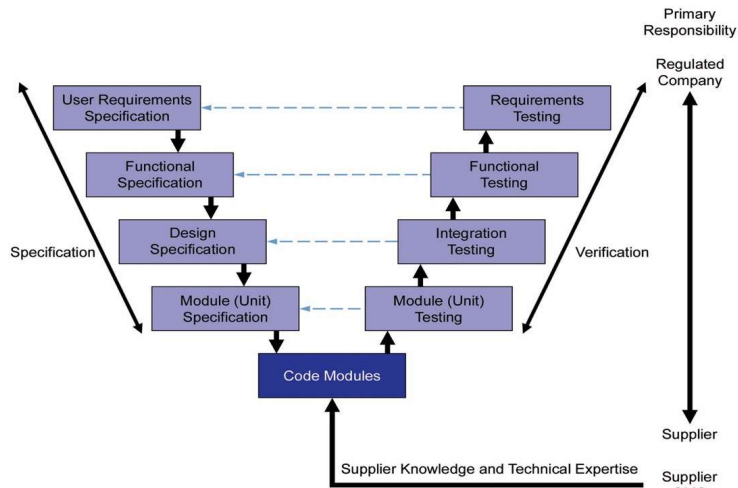 Primary
Responsibility
Regulated
Company
User Requirements
Specification
Requirements
Testing
Functional
Specification
Functional
Testing
Specification
Design
Specification
Integration
Testing
Verification
Module (Unit)
Specification
Module (Unit)
Testing
Code Modules
Supplier
Supplier Knowledge and Technical Expertise
Supplier